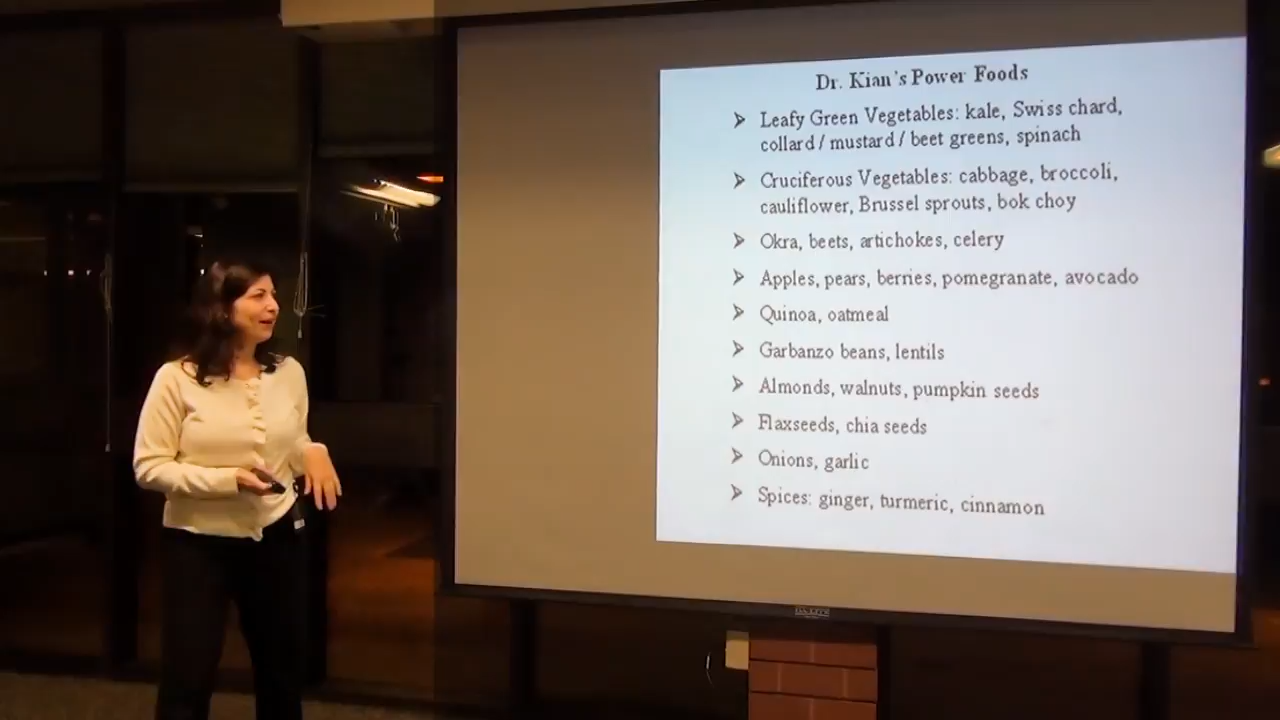 Dr. Kian's Power Foods
Leafy Green Vegetables: kale, Swiss chard,
collard / mustard / beet greens, spinach
Cruciferous Vegetables: cabbage, broccoli,
cauliflower, Brussel sprouts, bok choy
Okra, beets, artichokes, celery
Apples, pears, berries, pomegranate, avocado
Quinoa, oatmeal
Garbanzo beans, lentils
Almonds, walnuts, pumpkin seeds
Flaxseeds, chia seeds
Onions, garlic
Spices: ginger, turmeric, cinnamon